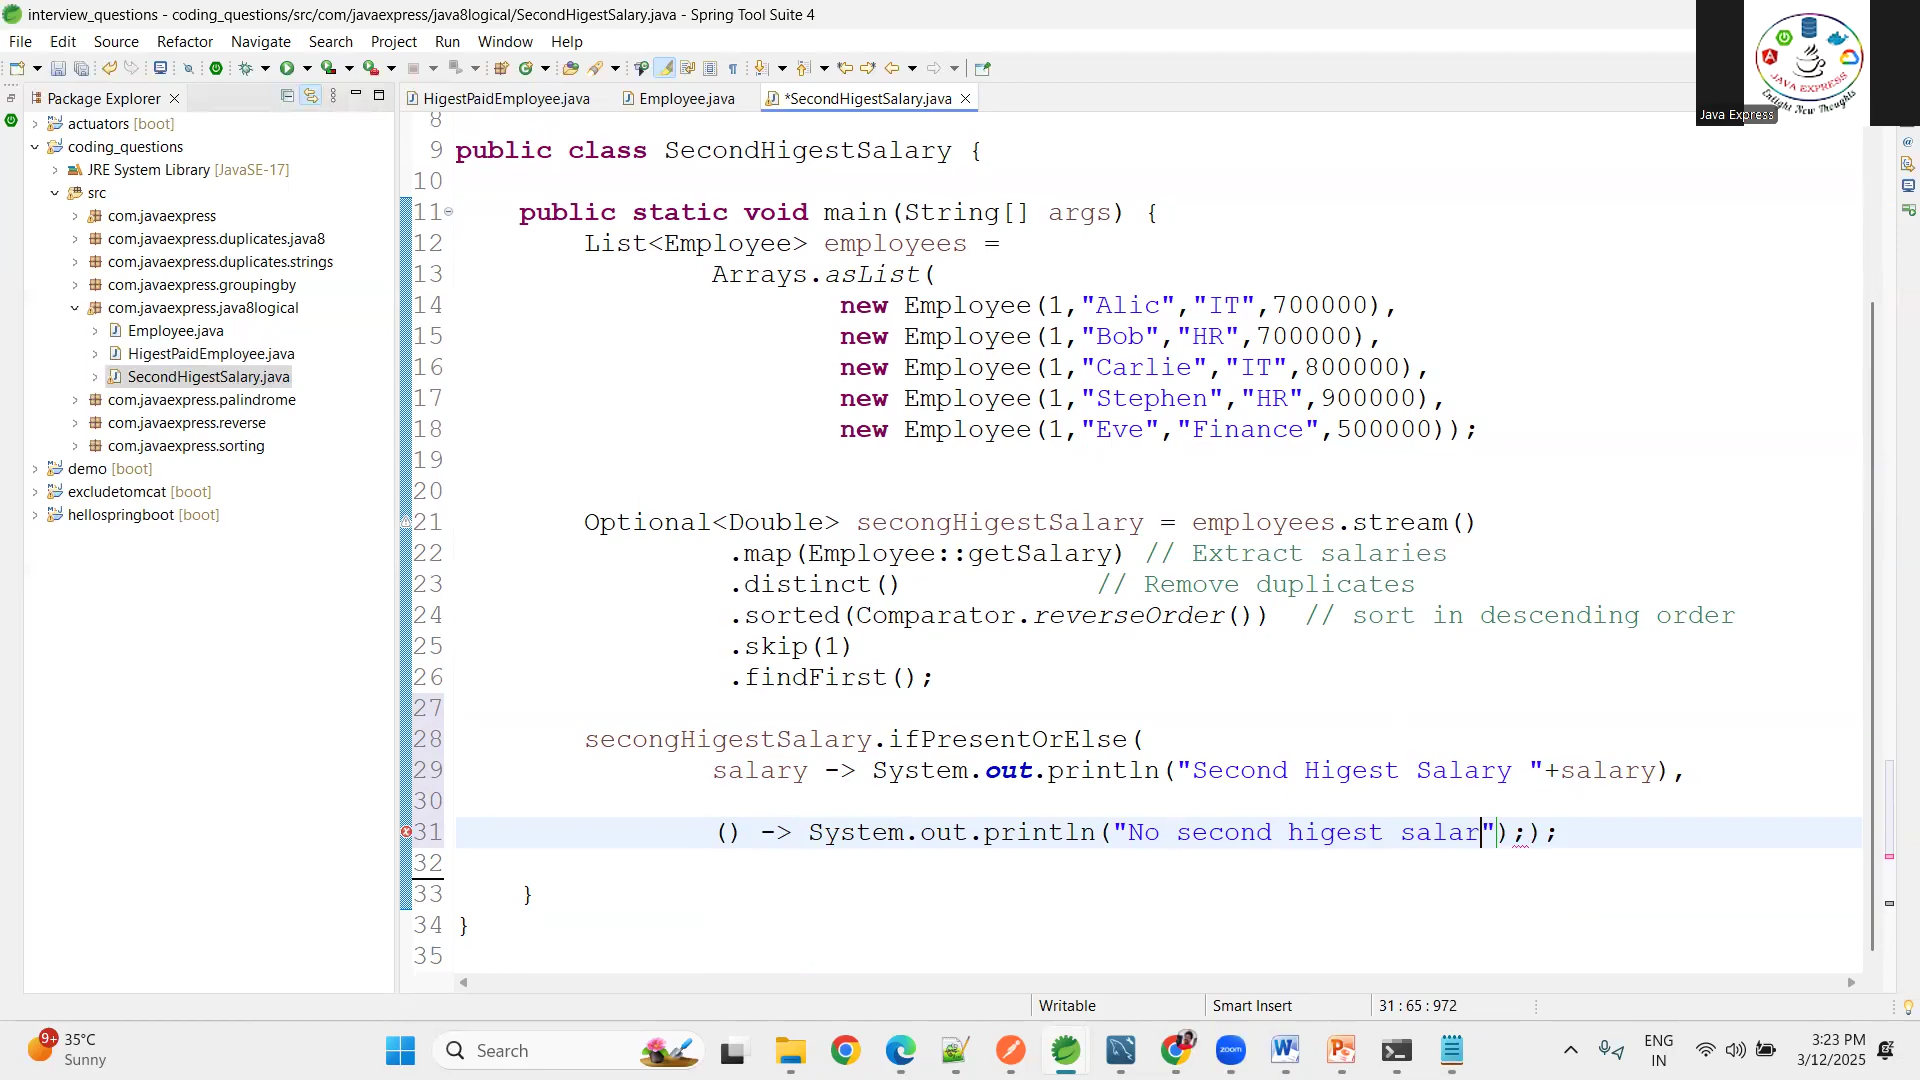 interview_questions - coding_questions/src/com/javaexpress/java8logical/SecondHigestSalary.java - Spring Tool Suite 4
File Edit Source Refactor Navigate Search Project Run Window Help
Package Explorer
actuators [boot]
coding_questions
JRE System Library [JavaSE-17]
src
com.javaexpress
com.javaexpress.duplicates.java8
com.javaexpress.duplicates.strings
com.javaexpress.groupingby
com.javaexpress.java8logical
Employee.java
HigestPaidEmployee.java
SecondHigestSalary.java
com.javaexpress.palindrome
com.javaexpress.reverse
com.javaexpress.sorting
demo [boot]
excludetomcat [boot]
hellospringboot [boot]
HigestPaidEmployee.java Employee.java *SecondHigestSalary.java
8
9 public class SecondHigestSalary {
10
11 public static void main(String[] args) {
12 List<Employee> employees =
13 Arrays.asList(
14 new Employee(1,"Alic","IT",700000),
15 new Employee(1,"Bob","HR",700000),
16 new Employee(1,"Carlie","IT",800000),
17 new Employee(1,"Stephen","HR",900000),
18 new Employee(1,"Eve","Finance",500000));
19
20
21 Optional<Double> secongHigestSalary = employees.stream()
22 .map(Employee::getSalary) // Extract salaries
23 .distinct() // Remove duplicates
24 .sorted(Comparator.reverseOrder()) // sort in descending order
25 .skip(1)
26 .findFirst();
27
28 secongHigestSalary.ifPresentOrElse(
29 salary -> System.out.println("Second Higest Salary "+salary),
30
31 () -> System.out.println("No second higest salar"););
32
33 }
34 }
35
JAVA EXPRESS
Enlight New Thoughts
Java Express
Writable Smart Insert 31 : 65 : 972
9+
35°C
Sunny
Search
zoom
ENG
IN
3:23 PM
3/12/2025